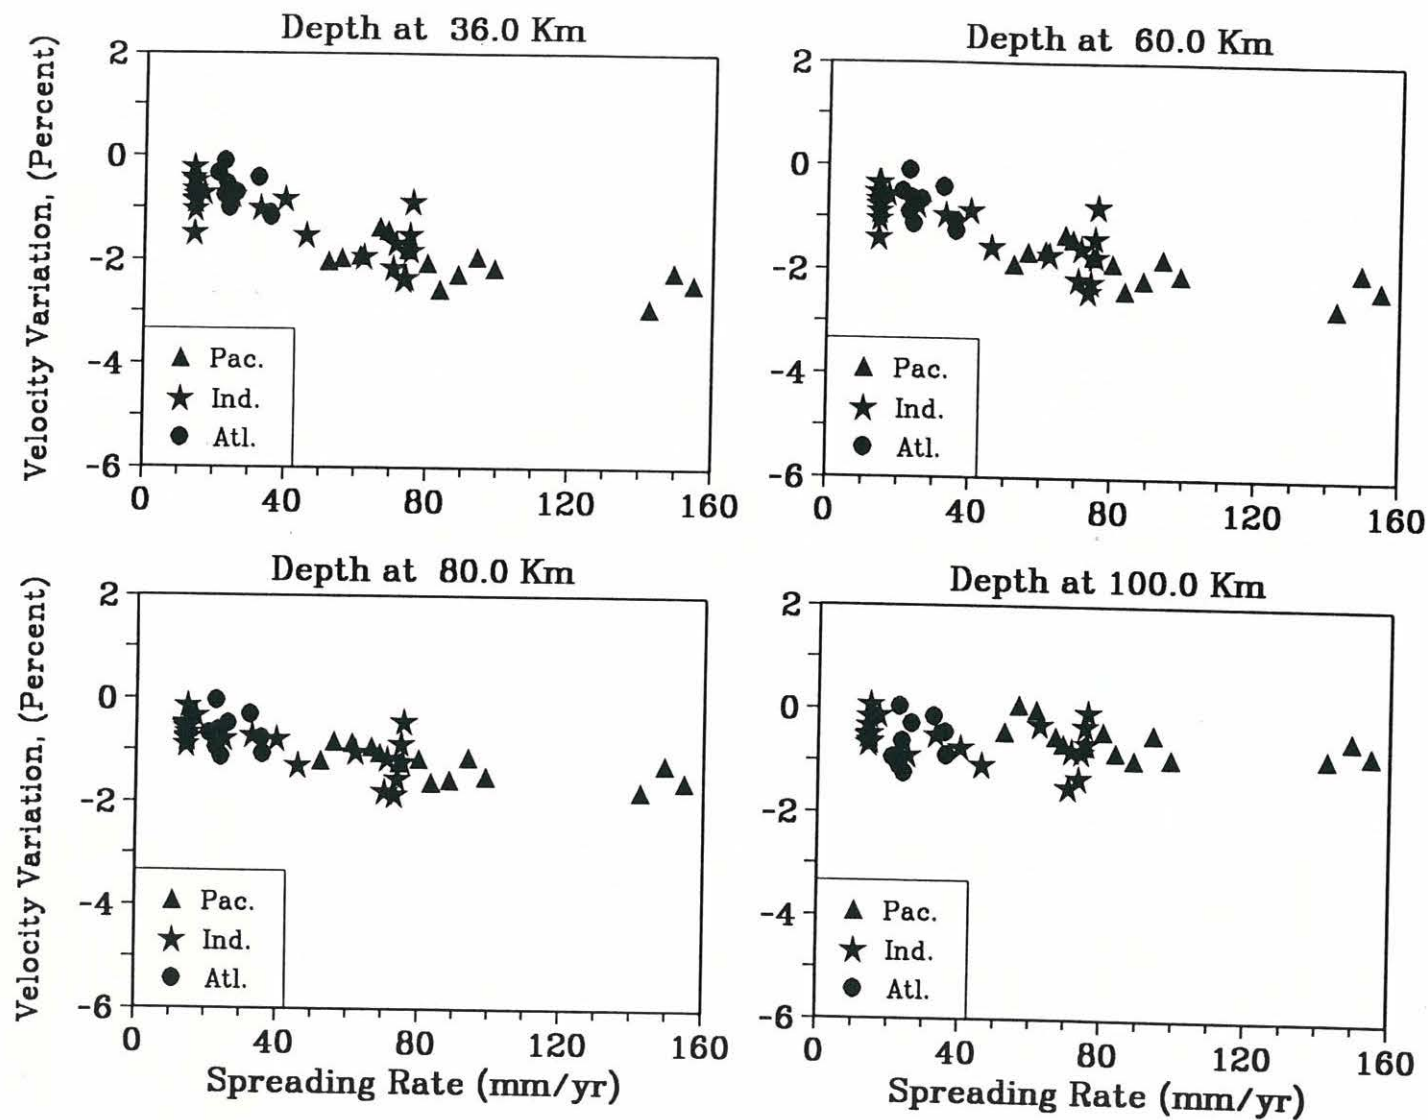 Depth at 36.0 Km
Velocity Variation, (Percent)
2
0
-2
-4
-6
Pac.
Ind.
Atl.
0 40 80 120 160
Depth at 60.0 Km
2
0
-2
-4
-6
Pac.
Ind.
Atl.
0 40 80 120 160
Depth at 80.0 Km
Velocity Variation, (Percent)
2
0
-2
-4
-6
Pac.
Ind.
Atl.
0 40 80 120 160
Spreading Rate (mm/yr)
Depth at 100.0 Km
2
0
-2
-4
-6
Pac.
Ind.
Atl.
0 40 80 120 160
Spreading Rate (mm/yr)